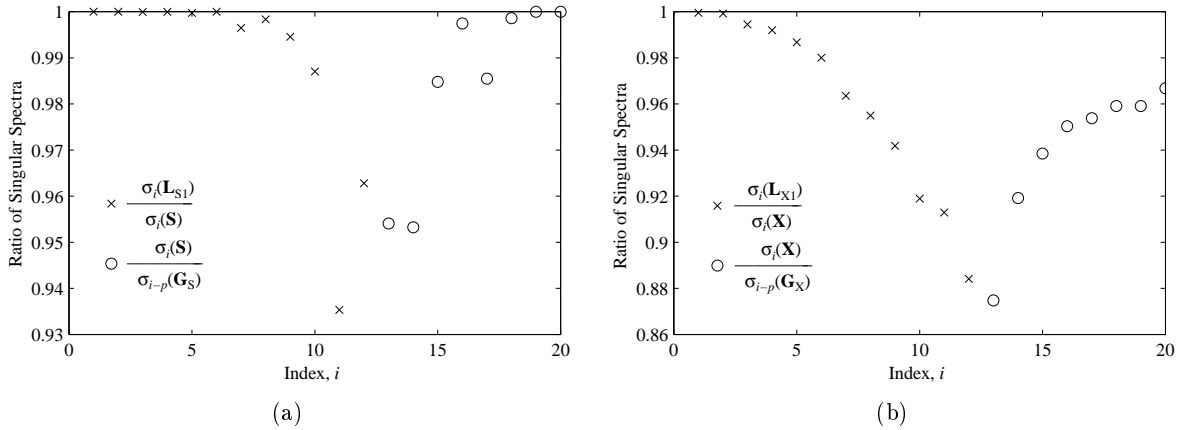 1
0.99
0.98
0.97
0.96
0.95
0.94
0.93
0 5 10 15 20
Ratio of Singular Spectra
Index, i
× σi(LS1)
σi(S)
○ σi(S)
σi−p(GS)
(a)
1
0.98
0.96
0.94
0.92
0.9
0.88
0.86
0 5 10 15 20
Ratio of Singular Spectra
Index, i
× σi(LX1)
σi(X)
○ σi(X)
σi−p(GX)
(b)